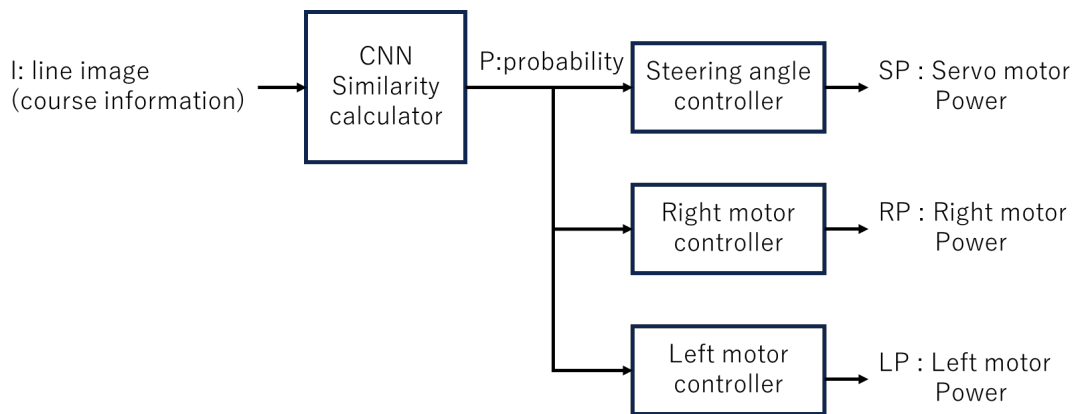 I: line image
(course information)
CNN
Similarity
calculator
P:probability
Steering angle
controller
SP : Servo motor
Power
Right motor
controller
RP : Right motor
Power
Left motor
controller
LP : Left motor
Power